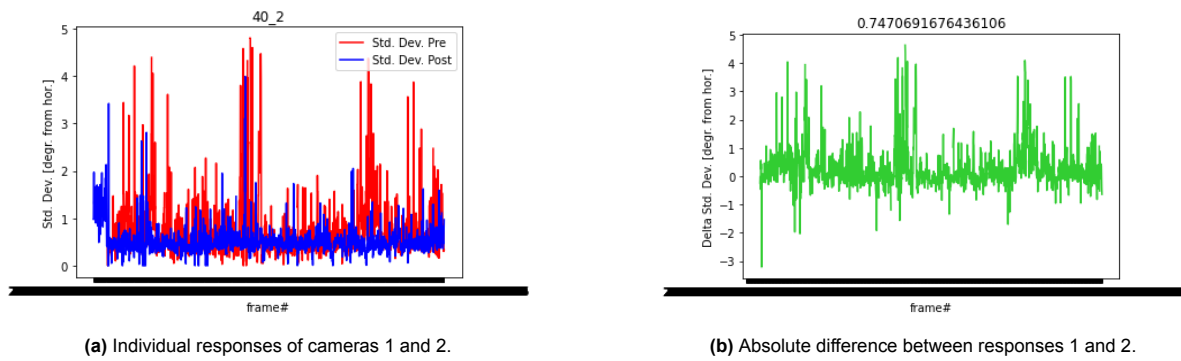 40_2
Std. Dev. [degr. from hor.]
5
4
3
2
1
0
Std. Dev. Pre
Std. Dev. Post
frame#
(a) Individual responses of cameras 1 and 2.
0.7470691676436106
Delta Std. Dev. [degr. from hor.]
5
4
3
2
1
0
−1
−2
−3
frame#
(b) Absolute difference between responses 1 and 2.